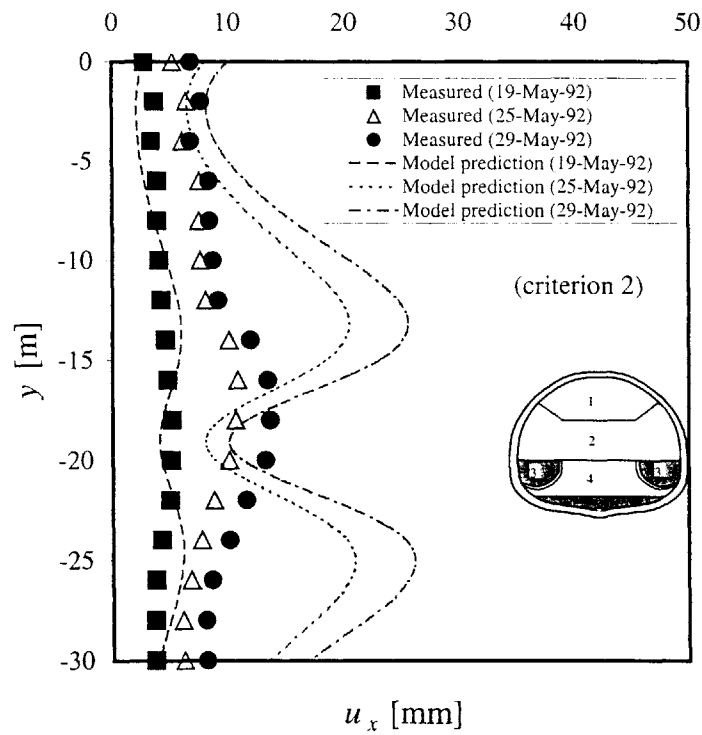 0 10 20 30 40 50
0
Measured (19-May-92)
Measured (25-May-92)
Measured (29-May-92)
-5
Model prediction (19-May-92)
Model prediction (25-May-92)
Model prediction (29-May-92)
-10
(criterion 2)
y [m]
-15
1
2
-20
3 4 3
-25
-30
u_x [mm]